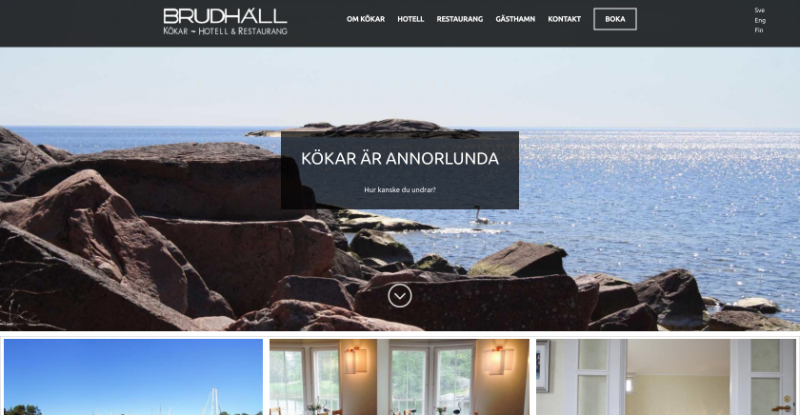 BRUDHÄLL
KÖKAR ~ HOTELL & RESTAURANG
OM KÖKAR HOTELL RESTAURANG GÄSTHAMN KONTAKT BOKA
Sve
Eng
Fin
KÖKAR ÄR ANNORLUNDA
Hur kanske du undrar?